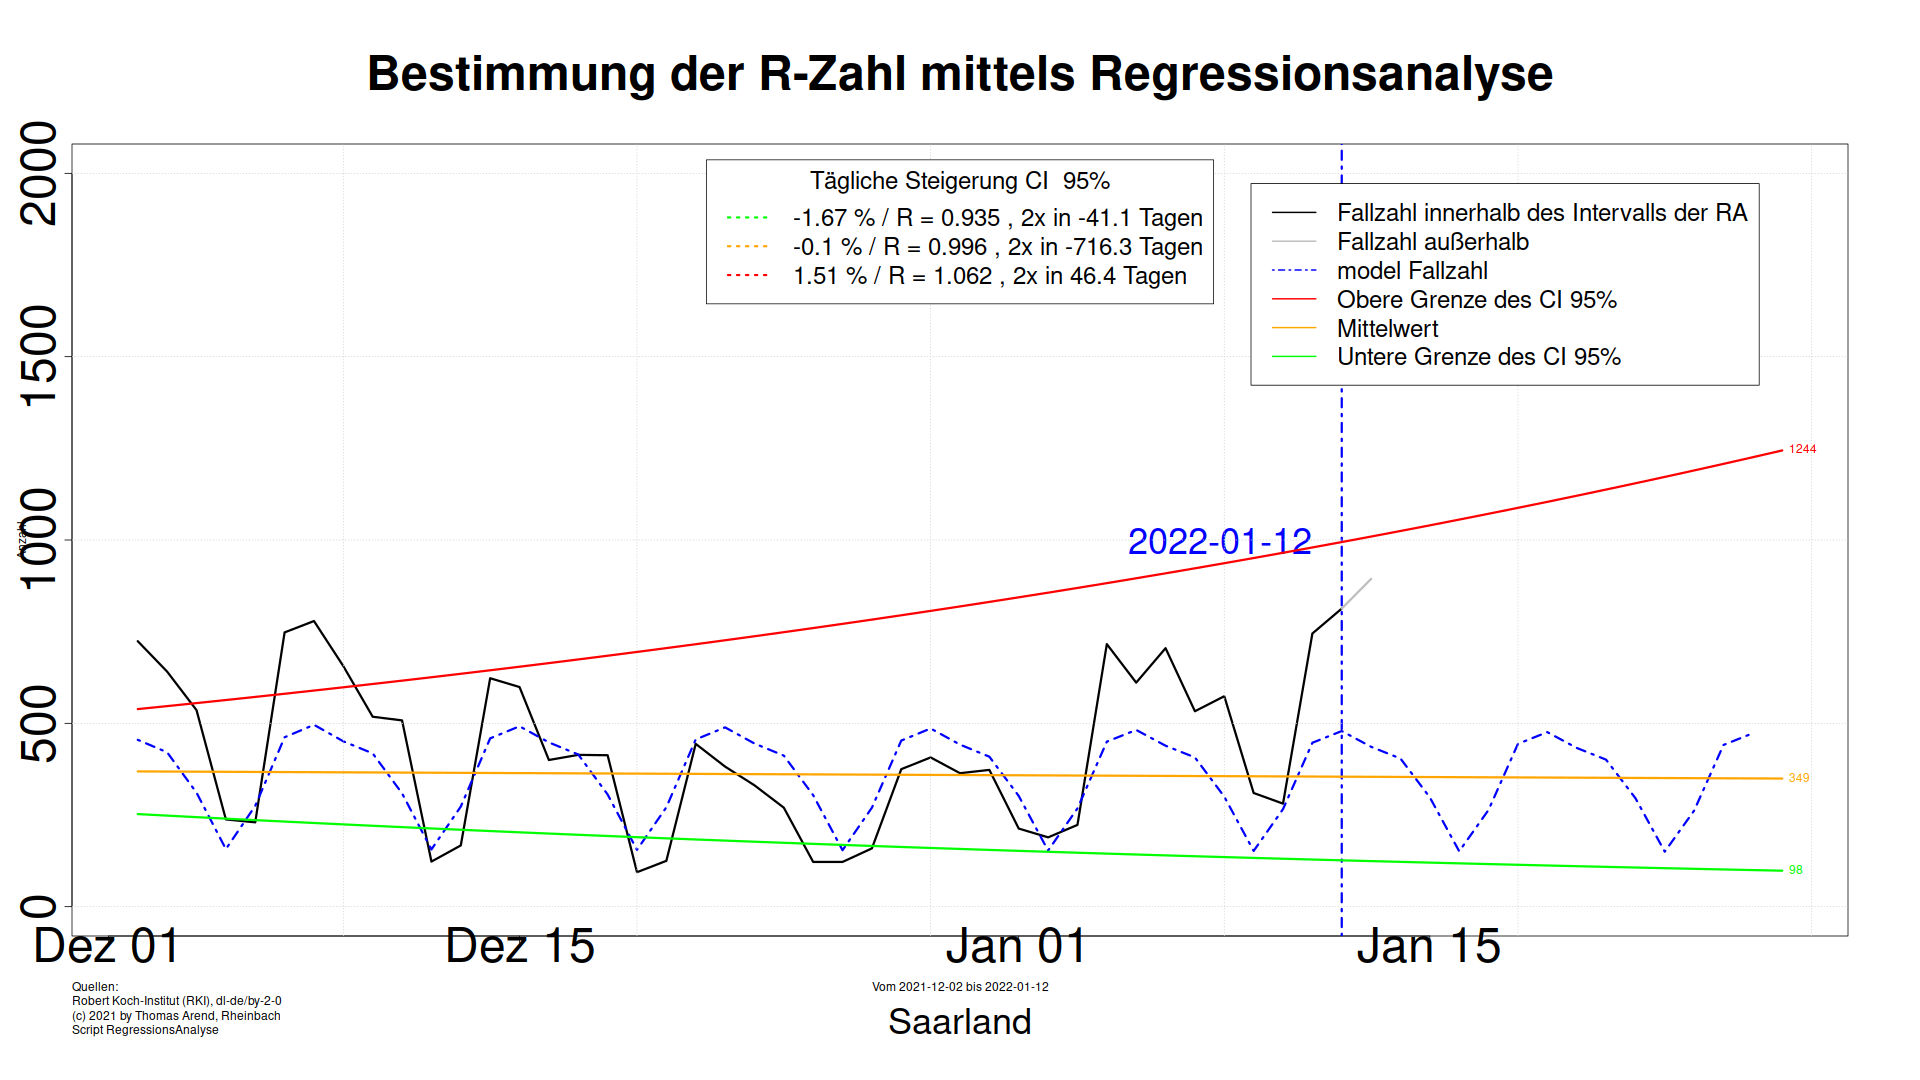 Bestimmung der R-Zahl mittels Regressionsanalyse
2000
1500
1000
500
0
Anzahl
Tägliche Steigerung CI  95%
-1.67 % / R = 0.935 , 2x in -41.1 Tagen
-0.1 % / R = 0.996 , 2x in -716.3 Tagen
1.51 % / R = 1.062 , 2x in 46.4 Tagen
Fallzahl innerhalb des Intervalls der RA
Fallzahl außerhalb
model Fallzahl
Obere Grenze des CI 95%
Mittelwert
Untere Grenze des CI 95%
1244
2022-01-12
349
98
Dez 01
Dez 15
Jan 01
Jan 15
Quellen:
Robert Koch-Institut (RKI), dl-de/by-2-0
(c) 2021 by Thomas Arend, Rheinbach
Script RegressionsAnalyse
Vom 2021-12-02 bis 2022-01-12
Saarland